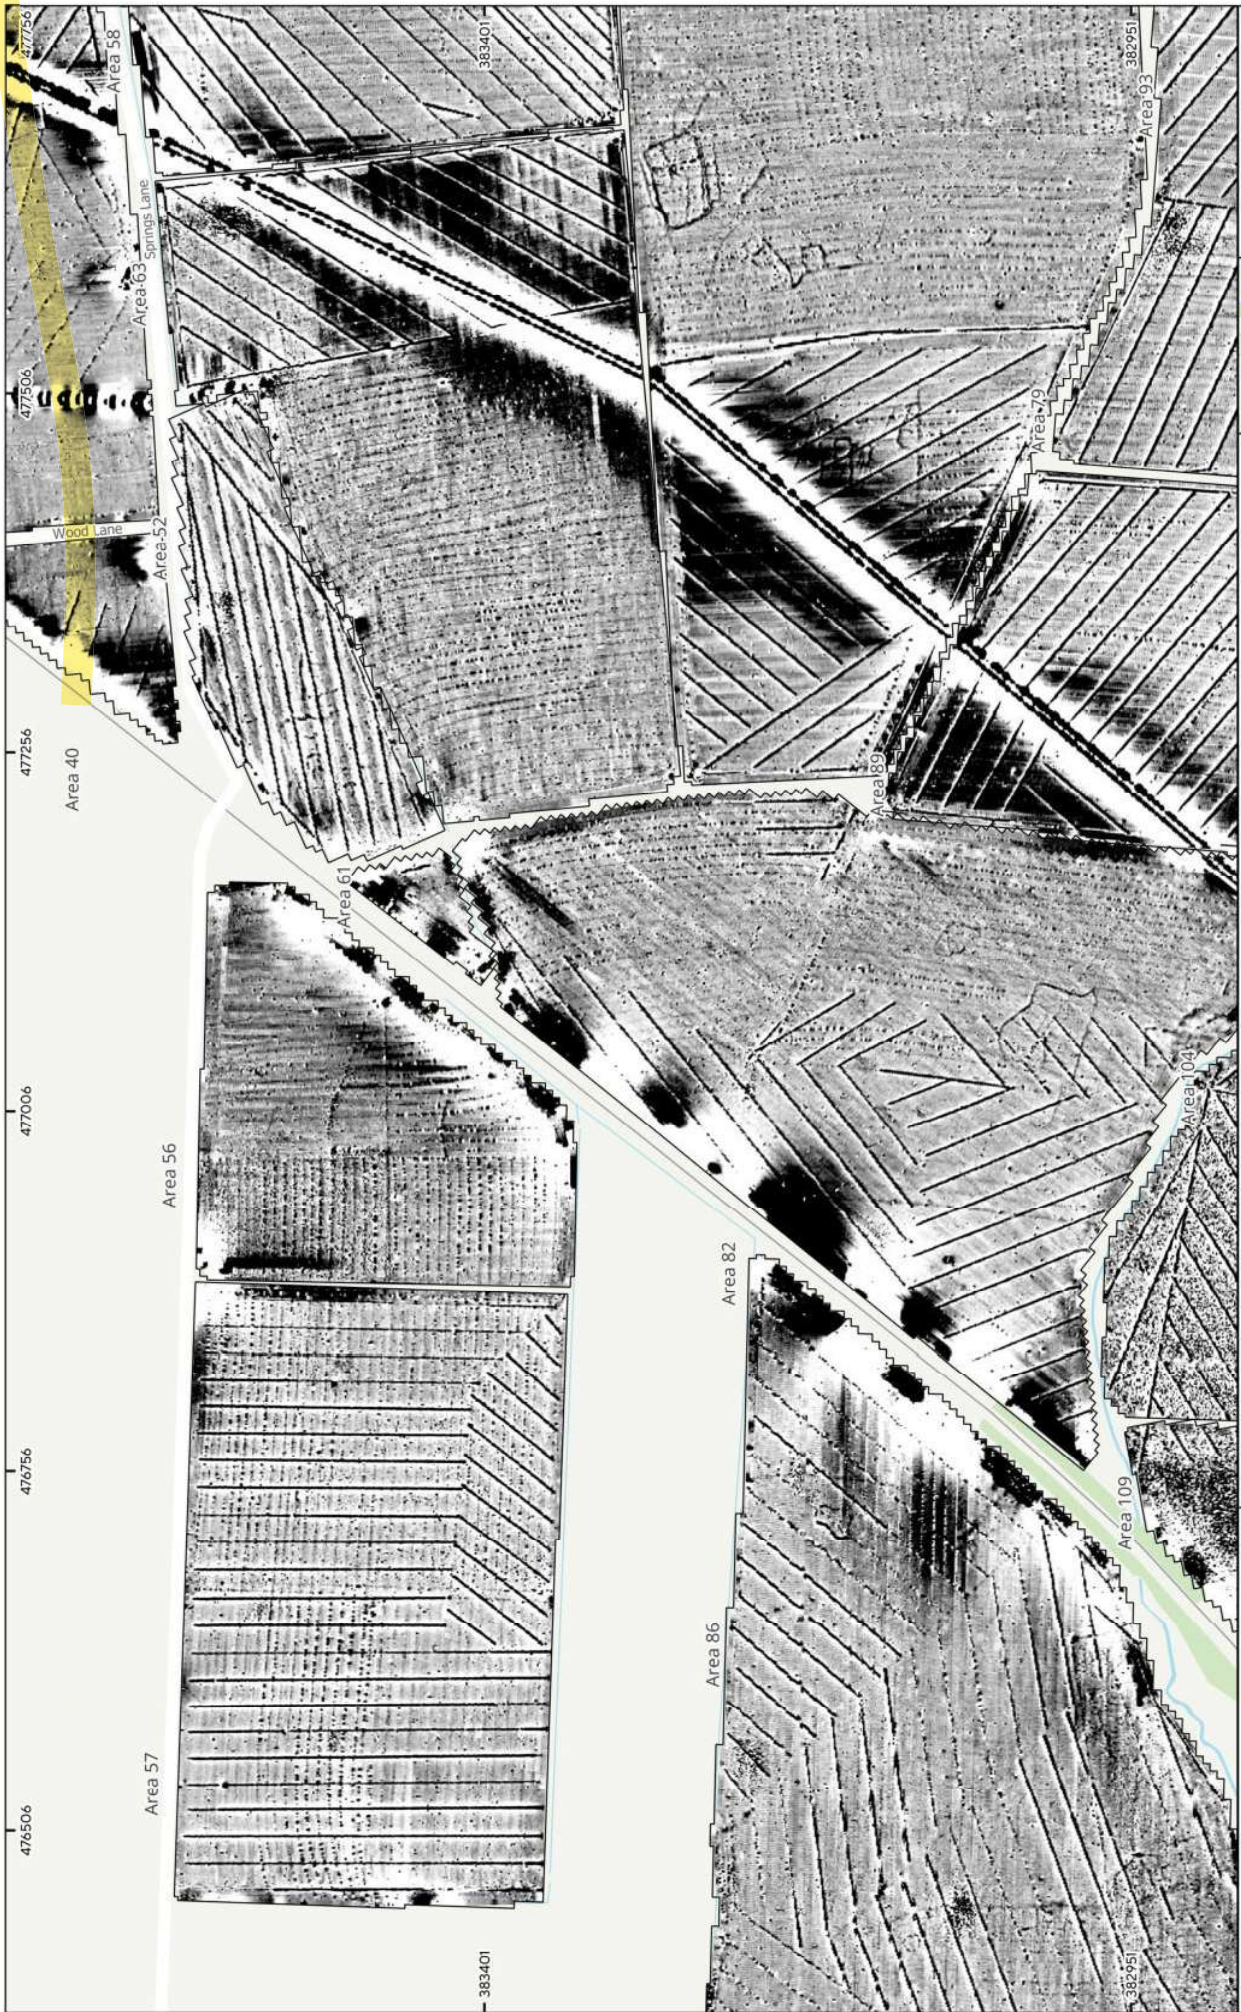 477756
Area 58
383401
382951
Area 93
Springs Lane
Area 63
477506
Area 79
Wood Lane
Area 52
477256
Area 40
Area 89
Area 61
477006
Area 104
Area 56
Area 82
476756
Area 109
Area 86
Area 57
476506
383401
382951